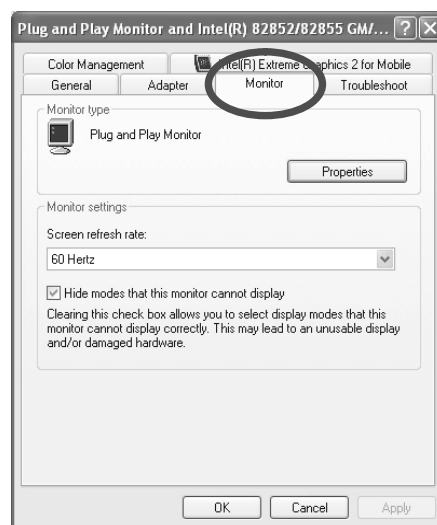 Plug and Play Monitor and Intel(R) 82852/82855 GM/...
Color Management
Intel(R) Extreme Graphics 2 for Mobile
General
Adapter
Monitor
Troubleshoot
Monitor type
Plug and Play Monitor
Properties
Monitor settings
Screen refresh rate:
60 Hertz
Hide modes that this monitor cannot display
Clearing this check box allows you to select display modes that this
monitor cannot display correctly. This may lead to an unusable display
and/or damaged hardware.
OK
Cancel
Apply